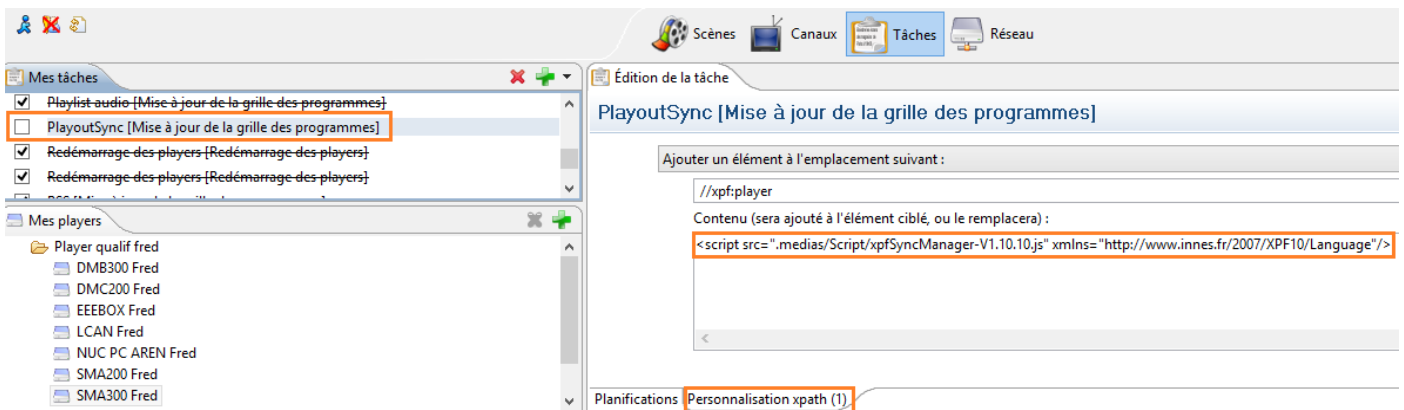 Scènes Canaux Tâches Réseau
Mes tâches
Playlist audio [Mise à jour de la grille des programmes]
PlayoutSync [Mise à jour de la grille des programmes]
Redémarrage des players [Redémarrage des players]
Redémarrage des players [Redémarrage des players]
Mes players
Player qualif fred
DMB300 Fred
DMC200 Fred
EEEBOX Fred
LCAN Fred
NUC PC AREN Fred
SMA200 Fred
SMA300 Fred
Édition de la tâche
PlayoutSync [Mise à jour de la grille des programmes]
Ajouter un élément à l'emplacement suivant :
//xpf:player
Contenu (sera ajouté à l'élément ciblé, ou le remplacera) :
<script src=".medias/Script/xpfSyncManager-V1.10.10.js" xmlns="http://www.innes.fr/2007/XPF10/Language"/>
Planifications Personnalisation xpath (1)